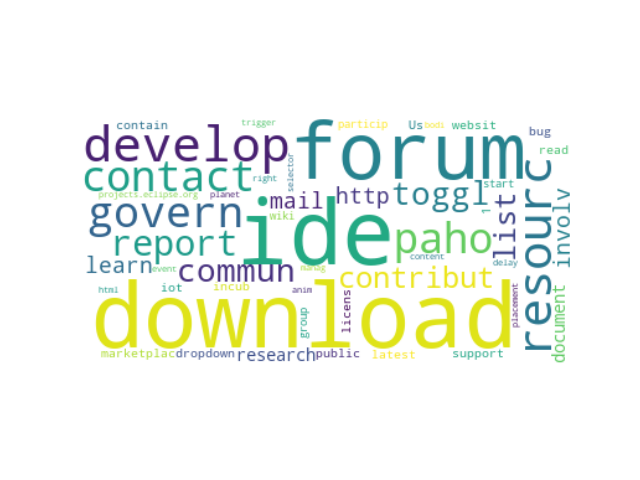 contain trigger particip Us bodi websit bug
develop forum read
contact right selector start
projects.eclipse.org planet mail http toggl
govern wiki ide 1 list resourc involv
report paho
learn event commun manag contribut content delay
html iot incub anim
download group licens placement document
marketplac dropdown research public latest support